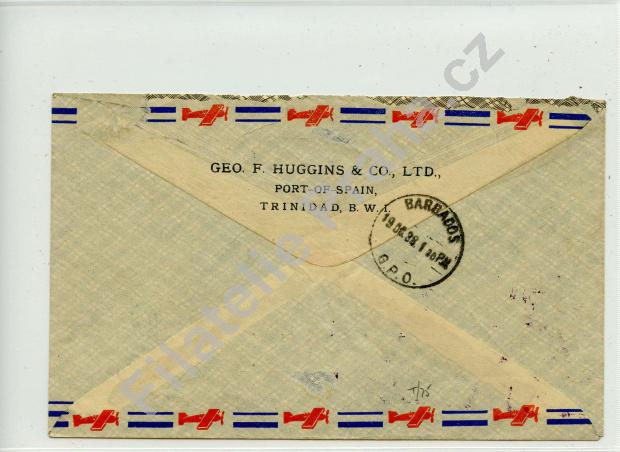 GEO. F. HUGGINS & CO., LTD.,
PORT-OF-SPAIN,
TRINIDAD, B. W. I.
BARBADOS
G.P.O.
Filatelie Praha.cz